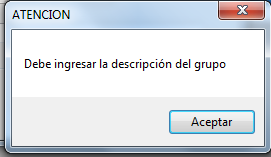 ATENCION
Debe ingresar la descripción del grupo
Aceptar